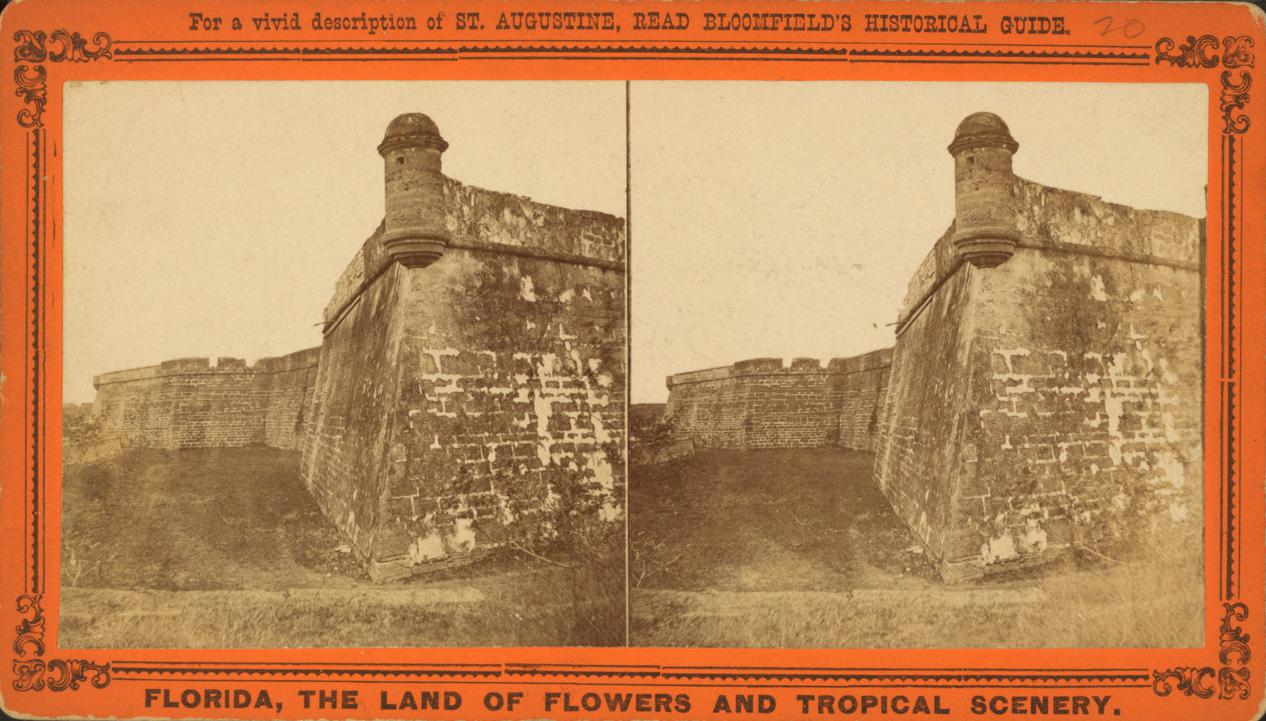 For a vivid description of ST. AUGUSTINE, READ BLOOMFIELD'S HISTORICAL GUIDE.
20
FLORIDA, THE LAND OF FLOWERS AND TROPICAL SCENERY.